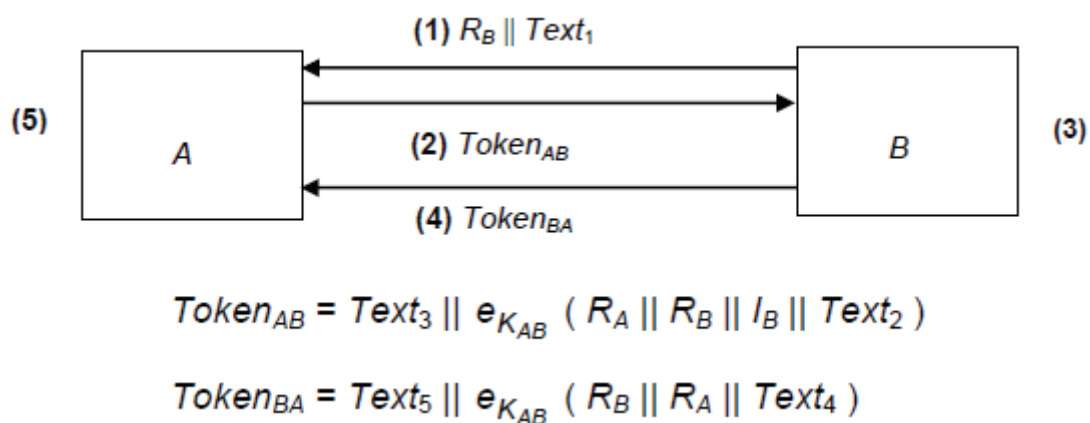 (1) R_B || Text_1
(5)
A
B
(3)
(2) Token_AB
(4) Token_BA
Token_AB = Text_3 || e_K_AB ( R_A || R_B || I_B || Text_2 )
Token_BA = Text_5 || e_K_AB ( R_B || R_A || Text_4 )